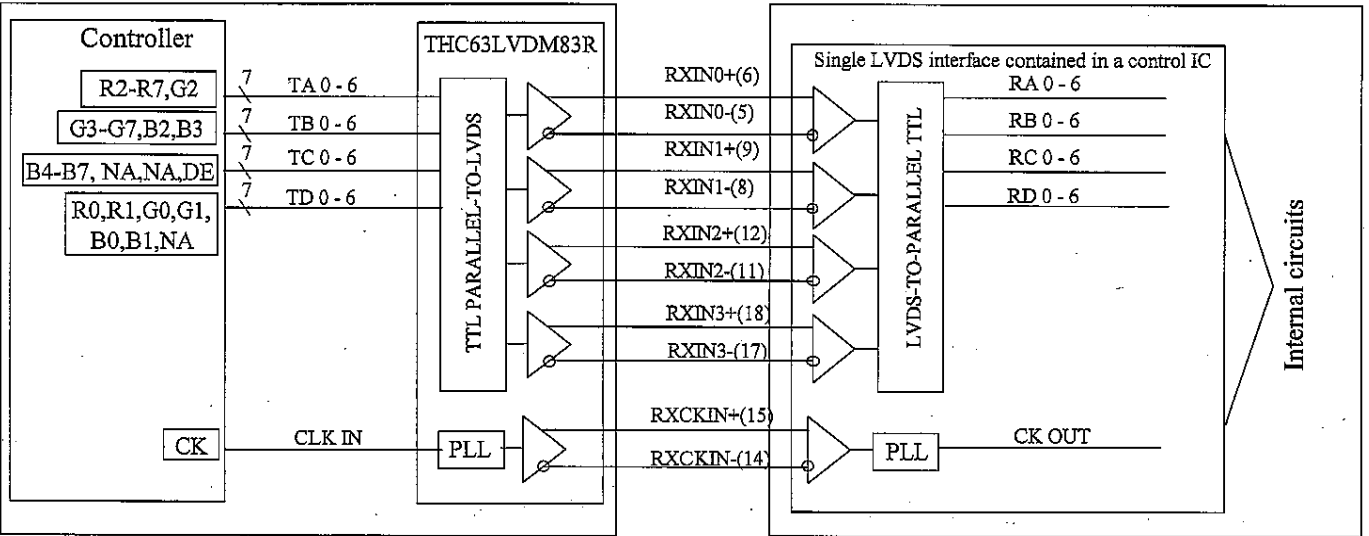 Controller
THC63LVDM83R
Single LVDS interface contained in a control IC
R2-R7,G2
7
TA 0 - 6
RXIN0+(6)
RA 0 - 6
RXIN0-(5)
G3-G7,B2,B3
7
TB 0 - 6
RB 0 - 6
RXIN1+(9)
B4-B7, NA,NA,DE
7
TC 0 - 6
RC 0 - 6
RXIN1-(8)
7
TD 0 - 6
RD 0 - 6
R0,R1,G0,G1,
B0,B1,NA
RXIN2+(12)
RXIN2-(11)
RXIN3+(18)
RXIN3-(17)
TTL PARALLEL-TO-LVDS
LVDS-TO-PARALLEL TTL
Internal circuits
RXCKIN+(15)
CK
CLK IN
PLL
RXCKIN-(14)
PLL
CK OUT